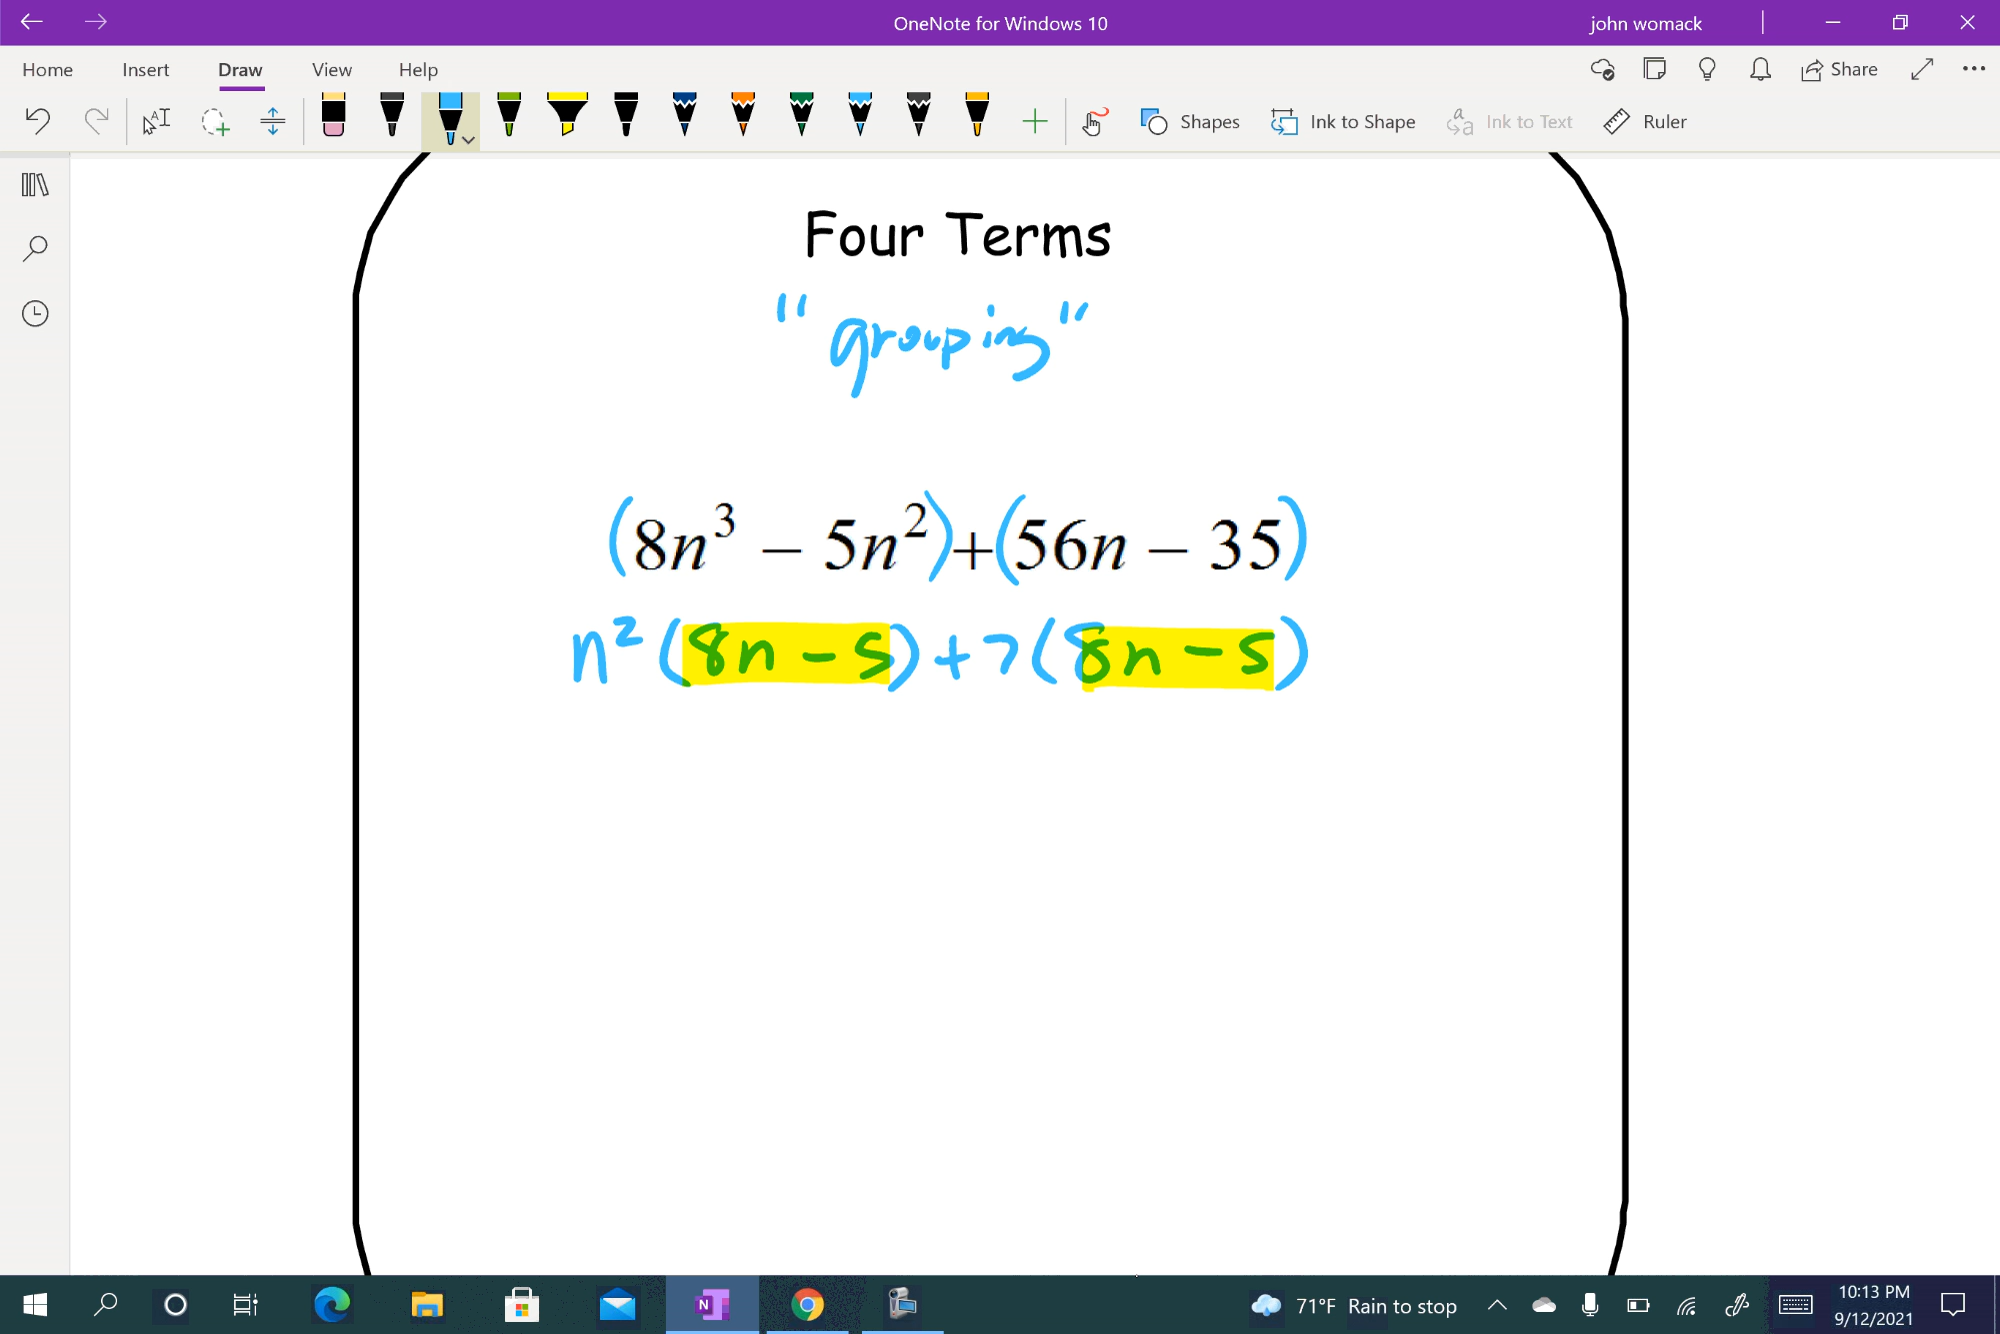 OneNote for Windows 10
john womack
Home Insert Draw View Help
Share
Shapes Ink to Shape Ink to Text Ruler
Four Terms
"grouping"
(8n³ − 5n²)+(56n − 35)
n²(8n − 5) + 7(8n − 5)
71°F Rain to stop
10:13 PM
9/12/2021